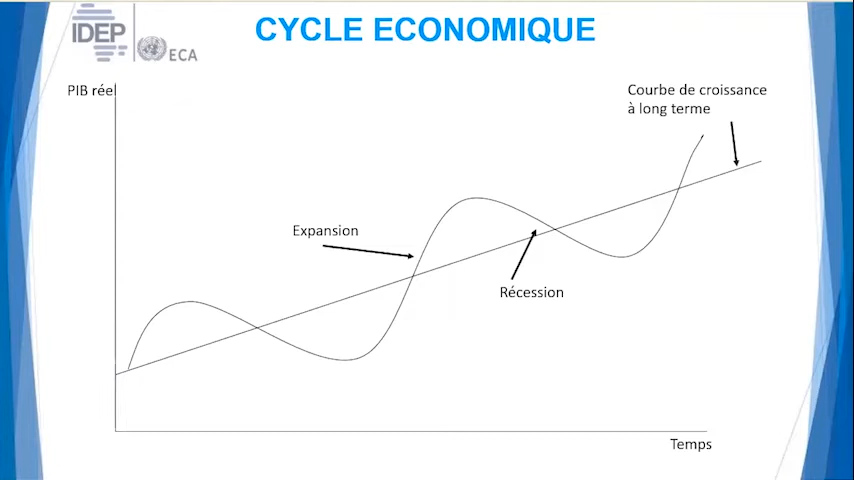 IDEP
ECA
CYCLE ECONOMIQUE
PIB réel
Courbe de croissance
à long terme
Expansion
Récession
Temps